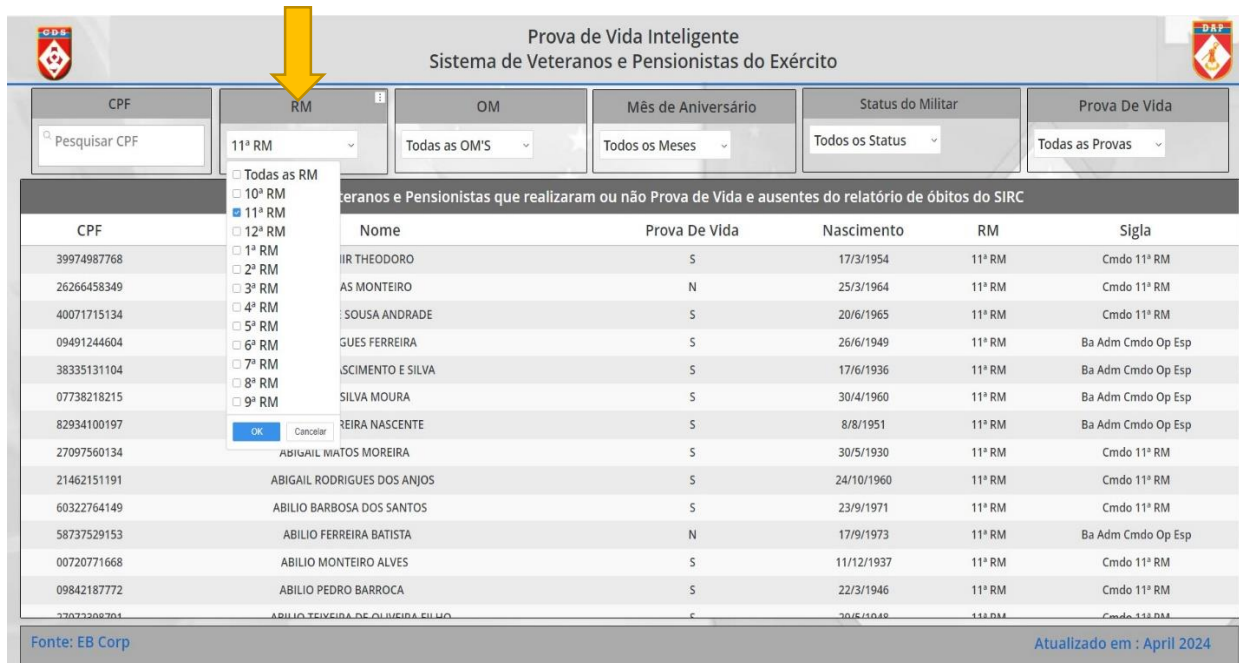 CDS
DAP
Prova de Vida Inteligente
Sistema de Veteranos e Pensionistas do Exército
CPF RM OM Mês de Aniversário Status do Militar Prova De Vida
Pesquisar CPF 11ª RM Todas as OM'S Todos os Meses Todos os Status Todas as Provas
Todas as RM
10ª RM
11ª RM
12ª RM
1ª RM
2ª RM
3ª RM
4ª RM
5ª RM
6ª RM
7ª RM
8ª RM
9ª RM
OK Cancelar
e Pensionistas que realizaram ou não Prova de Vida e ausentes do relatório de óbitos do SIRC
CPF Nome Prova De Vida Nascimento RM Sigla
39974987768 THEODORO S 17/3/1954 11ª RM Cmdo 11ª RM
26266458349 MONTEIRO N 25/3/1964 11ª RM Cmdo 11ª RM
40071715134 SOUSA ANDRADE S 20/6/1965 11ª RM Cmdo 11ª RM
09491244604 FERREIRA S 26/6/1949 11ª RM Ba Adm Cmdo Op Esp
38335131104 E SILVA S 17/6/1936 11ª RM Ba Adm Cmdo Op Esp
07738218215 SILVA MOURA S 30/4/1960 11ª RM Ba Adm Cmdo Op Esp
82934100197 NASCENTE S 8/8/1951 11ª RM Ba Adm Cmdo Op Esp
27097560134 ABIGAIL MATOS MOREIRA S 30/5/1930 11ª RM Cmdo 11ª RM
21462151191 ABIGAIL RODRIGUES DOS ANJOS S 24/10/1960 11ª RM Cmdo 11ª RM
60322764149 ABILIO BARBOSA DOS SANTOS S 23/9/1971 11ª RM Cmdo 11ª RM
58737529153 ABILIO FERREIRA BATISTA N 17/9/1973 11ª RM Ba Adm Cmdo Op Esp
00720771668 ABILIO MONTEIRO ALVES S 11/12/1937 11ª RM Cmdo 11ª RM
09842187772 ABILIO PEDRO BARROCA S 22/3/1946 11ª RM Cmdo 11ª RM
ABILIO TEIXEIRA DE OLIVEIRA FILHO S 11ª RM Cmdo 11ª RM
Fonte: EB Corp Atualizado em : April 2024